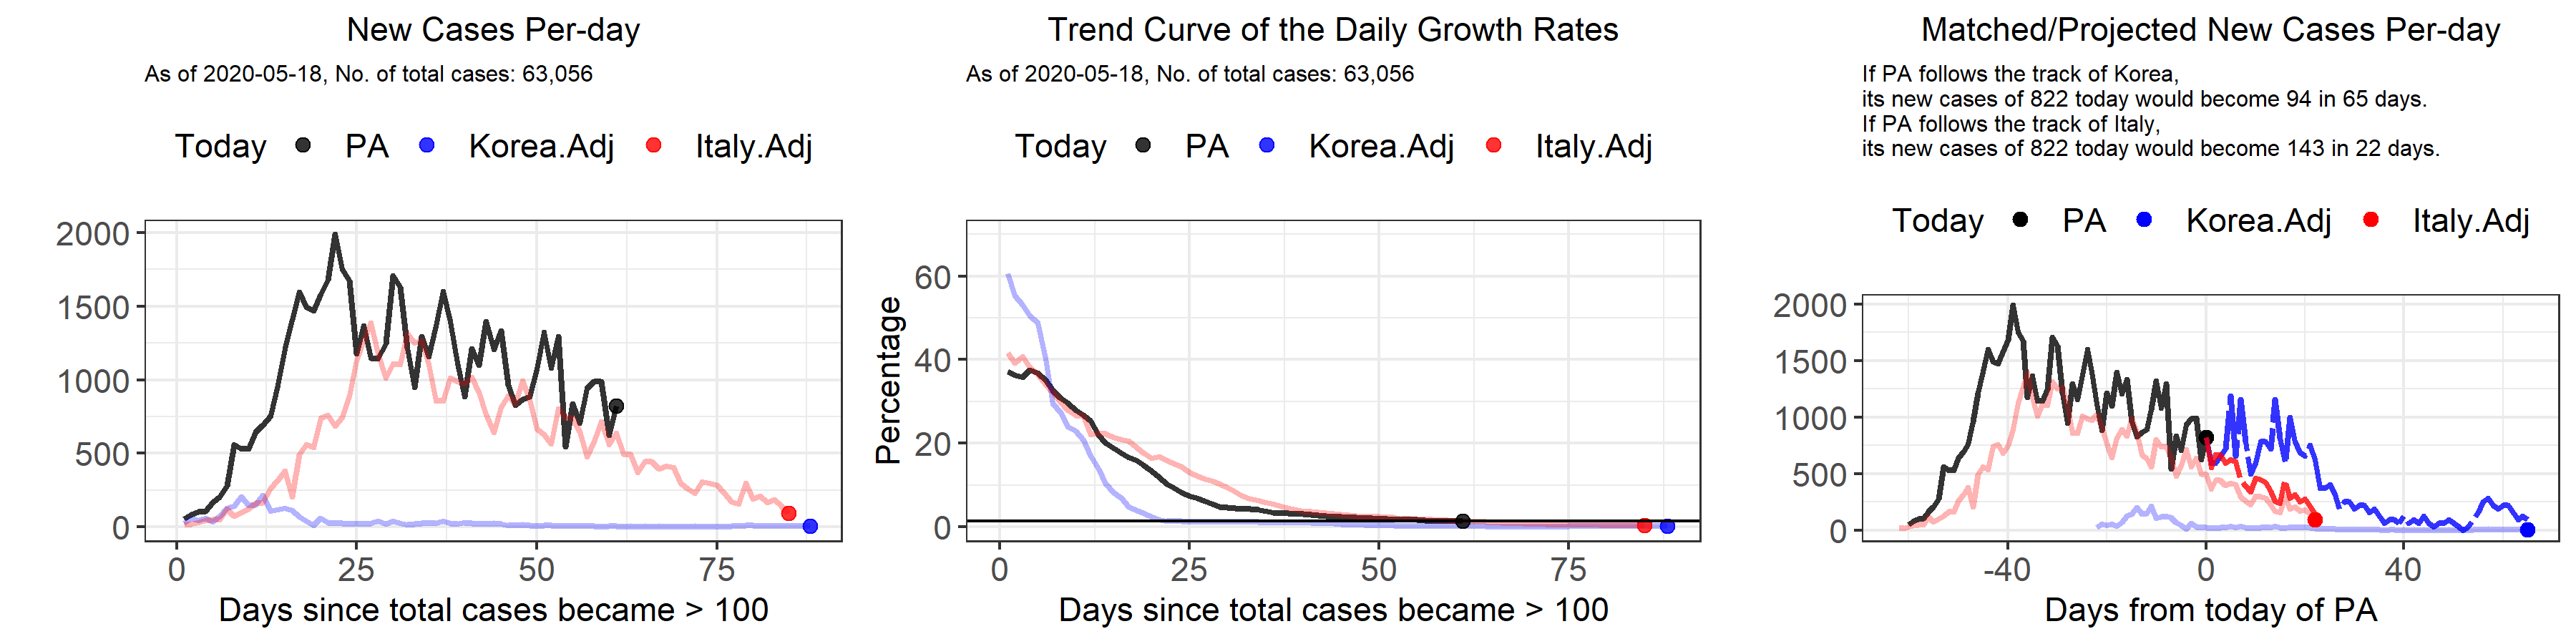 New Cases Per-day
As of 2020-05-18, No. of total cases: 63,056
Today PA Korea.Adj Italy.Adj
2000
1500
1000
500
0
0 25 50 75
Days since total cases became > 100
Trend Curve of the Daily Growth Rates
As of 2020-05-18, No. of total cases: 63,056
Today PA Korea.Adj Italy.Adj
Percentage
60
40
20
0
0 25 50 75
Days since total cases became > 100
Matched/Projected New Cases Per-day
If PA follows the track of Korea,
its new cases of 822 today would become 94 in 65 days.
If PA follows the track of Italy,
its new cases of 822 today would become 143 in 22 days.
Today PA Korea.Adj Italy.Adj
2000
1500
1000
500
0
-40 0 40
Days from today of PA